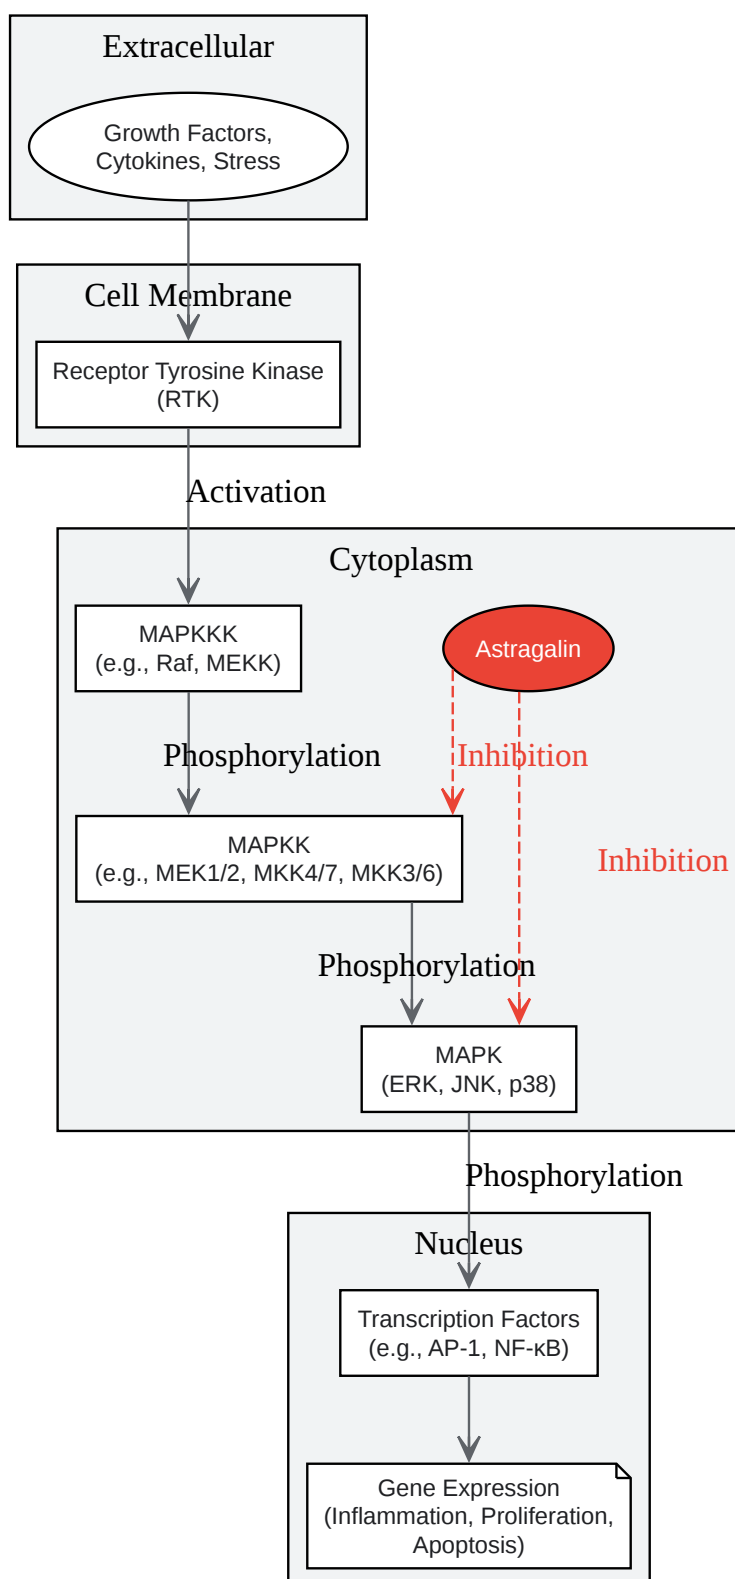 Extracellular
Growth Factors,
Cytokines, Stress
Cell Membrane
Receptor Tyrosine Kinase
(RTK)
Activation
Cytoplasm
MAPKKK
(e.g., Raf, MEKK)
Astragalin
Phosphorylation
Inhibition
MAPKK
(e.g., MEK1/2, MKK4/7, MKK3/6)
Inhibition
Phosphorylation
MAPK
(ERK, JNK, p38)
Phosphorylation
Nucleus
Transcription Factors
(e.g., AP-1, NF-κB)
Gene Expression
(Inflammation, Proliferation,
Apoptosis)